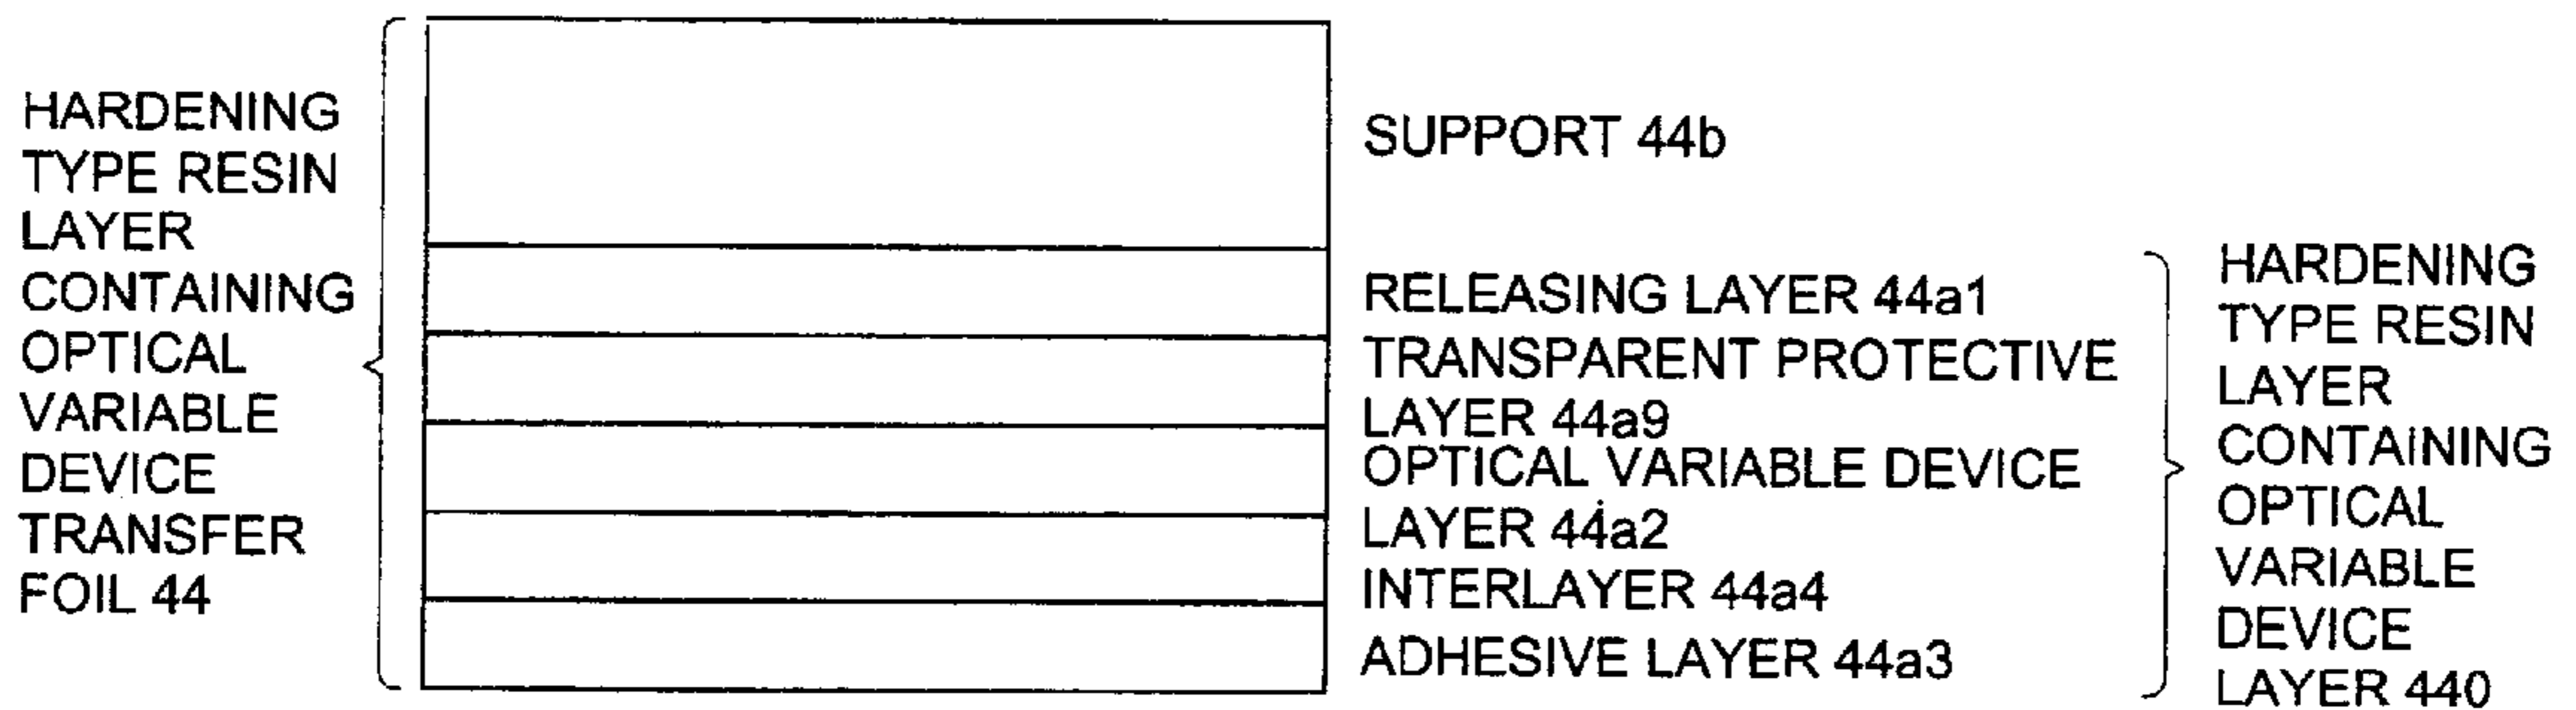 HARDENING
TYPE RESIN
LAYER
CONTAINING
OPTICAL
VARIABLE
DEVICE
TRANSFER
FOIL 44
SUPPORT 44b
RELEASING LAYER 44a1
TRANSPARENT PROTECTIVE
LAYER 44a9
OPTICAL VARIABLE DEVICE
LAYER 44a2
INTERLAYER 44a4
ADHESIVE LAYER 44a3
HARDENING
TYPE RESIN
LAYER
CONTAINING
OPTICAL
VARIABLE
DEVICE
LAYER 440